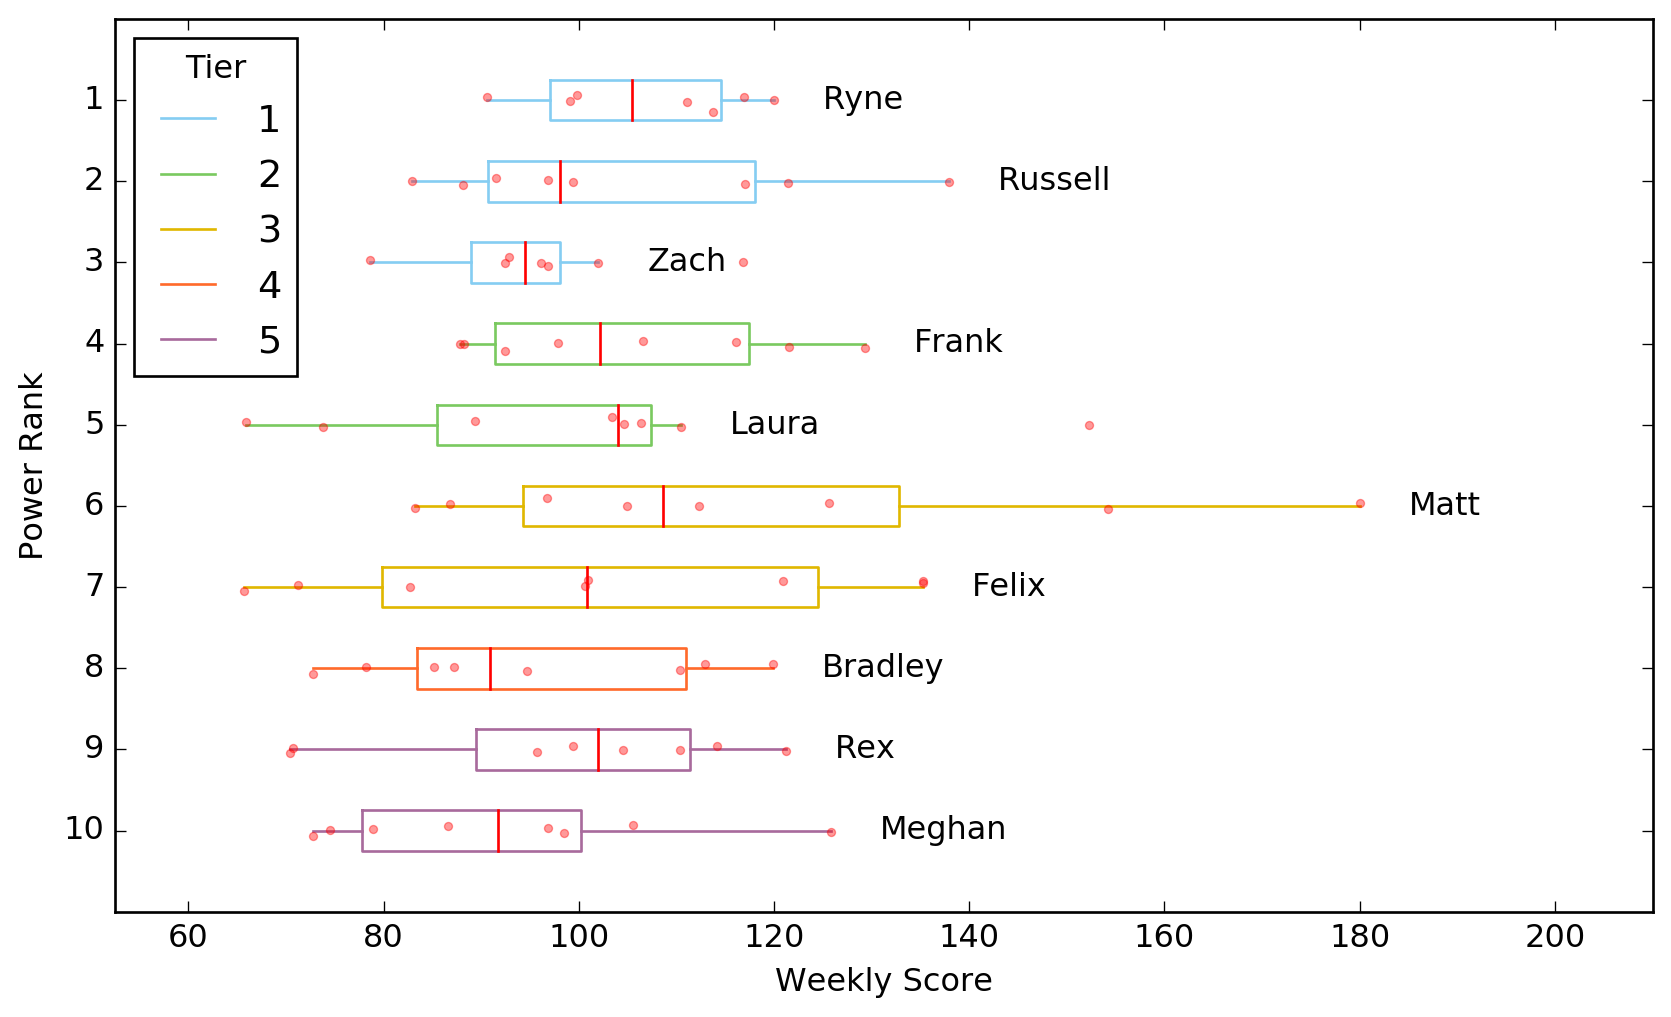 Tier
1
2
3
4
5
Power Rank
1 Ryne
2 Russell
3 Zach
4 Frank
5 Laura
6 Matt
7 Felix
8 Bradley
9 Rex
10 Meghan
60 80 100 120 140 160 180 200
Weekly Score